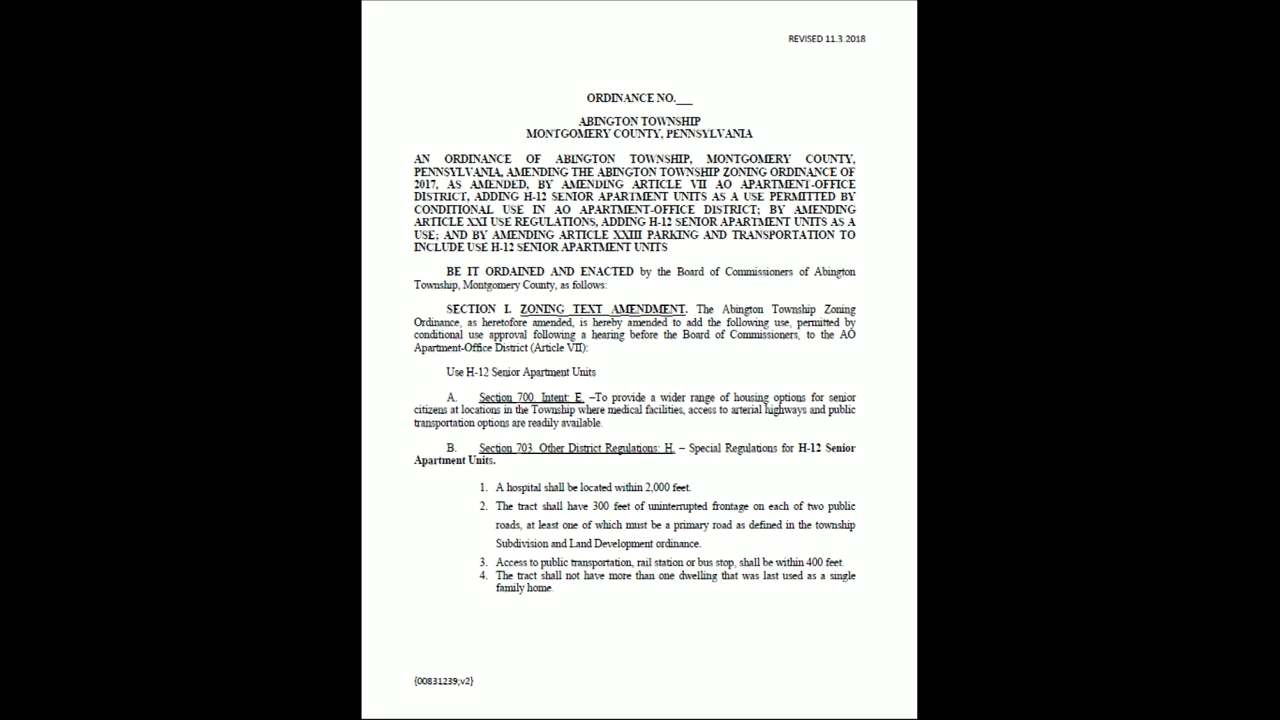 REVISED 11.3 2018
ORDINANCE NO.___
ABINGTON TOWNSHIP
MONTGOMERY COUNTY, PENNSYLVANIA
AN ORDINANCE OF ABINGTON TOWNSHIP, MONTGOMERY COUNTY,
PENNSYLVANIA, AMENDING THE ABINGTON TOWNSHIP ZONING ORDINANCE OF
2017, AS AMENDED, BY AMENDING ARTICLE VII AO APARTMENT-OFFICE
DISTRICT, ADDING H-12 SENIOR APARTMENT UNITS AS A USE PERMITTED BY
CONDITIONAL USE IN AO APARTMENT-OFFICE DISTRICT; BY AMENDING
ARTICLE XXI USE REGULATIONS, ADDING H-12 SENIOR APARTMENT UNITS AS A
USE; AND BY AMENDING ARTICLE XXIII PARKING AND TRANSPORTATION TO
INCLUDE USE H-12 SENIOR APARTMENT UNITS
BE IT ORDAINED AND ENACTED by the Board of Commissioners of Abington
Township, Montgomery County, as follows:
SECTION I. ZONING TEXT AMENDMENT. The Abington Township Zoning
Ordinance, as heretofore amended, is hereby amended to add the following use, permitted by
conditional use approval following a hearing before the Board of Commissioners, to the AO
Apartment-Office District (Article VII):
Use H-12 Senior Apartment Units
A. Section 700. Intent: E. –To provide a wider range of housing options for senior
citizens at locations in the Township where medical facilities, access to arterial highways and public
transportation options are readily available.
B. Section 703. Other District Regulations: H. – Special Regulations for H-12 Senior
Apartment Units.
1. A hospital shall be located within 2,000 feet.
2. The tract shall have 300 feet of uninterrupted frontage on each of two public
roads, at least one of which must be a primary road as defined in the township
Subdivision and Land Development ordinance.
3. Access to public transportation, rail station or bus stop, shall be within 400 feet.
4. The tract shall not have more than one dwelling that was last used as a single
family home.
{00831239;v2}